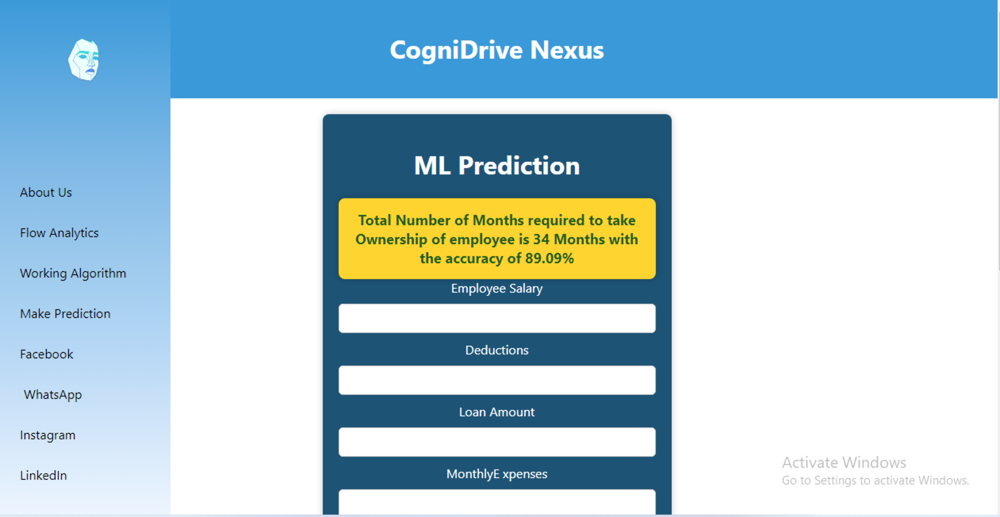 CogniDrive Nexus
About Us
Flow Analytics
Working Algorithm
Make Prediction
Facebook
WhatsApp
Instagram
LinkedIn
ML Prediction
Total Number of Months required to take
Ownership of employee is 34 Months with
the accuracy of 89.09%
Employee Salary
Deductions
Loan Amount
MonthlyE xpenses
Activate Windows
Go to Settings to activate Windows.